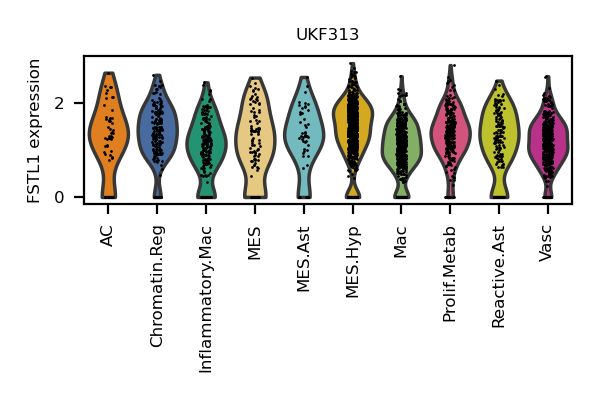 UKF313
FSTL1 expression
2
0
AC
Chromatin.Reg
Inflammatory.Mac
MES
MES.Ast
MES.Hyp
Mac
Prolif.Metab
Reactive.Ast
Vasc